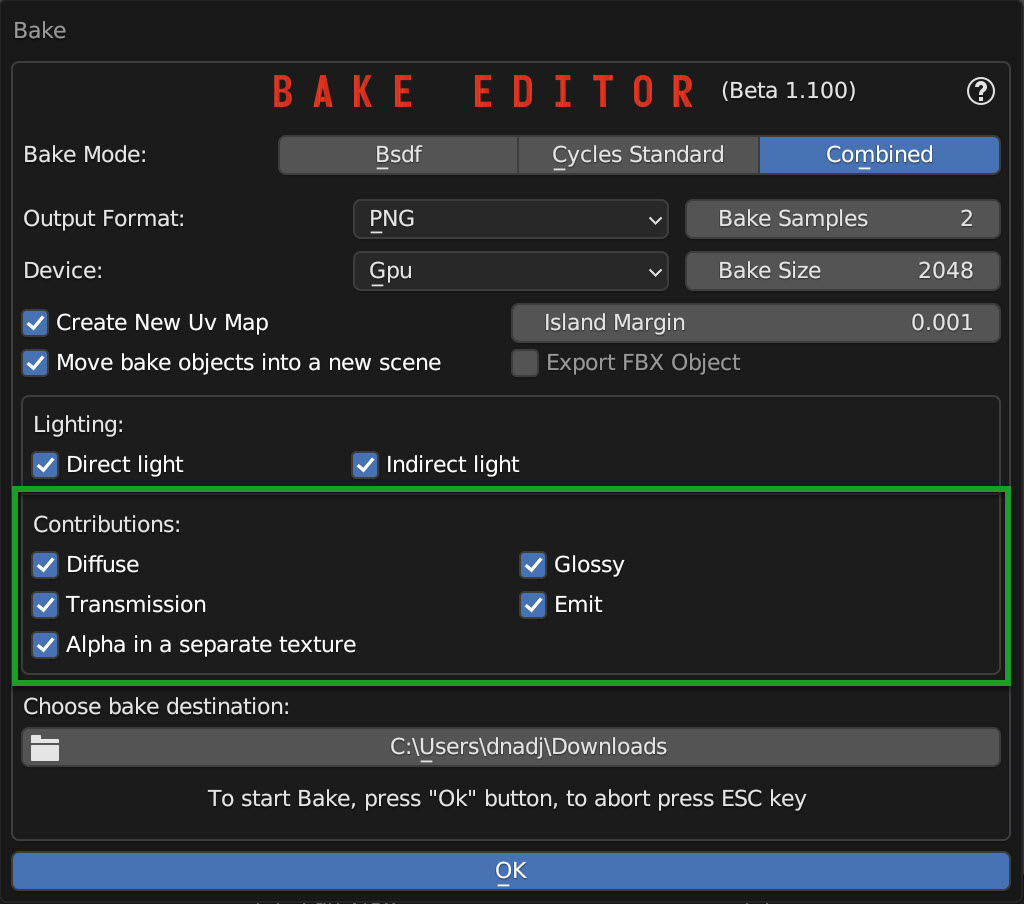 Bake
BAKE EDITOR (Beta 1.100) ?
Bake Mode: Bsdf Cycles Standard Combined
Output Format: PNG Bake Samples 2
Device: Gpu Bake Size 2048
Create New Uv Map Island Margin 0.001
Move bake objects into a new scene Export FBX Object
Lighting:
Direct light Indirect light
Contributions:
Diffuse Glossy
Transmission Emit
Alpha in a separate texture
Choose bake destination:
C:\Users\dnadj\Downloads
To start Bake, press "Ok" button, to abort press ESC key
OK